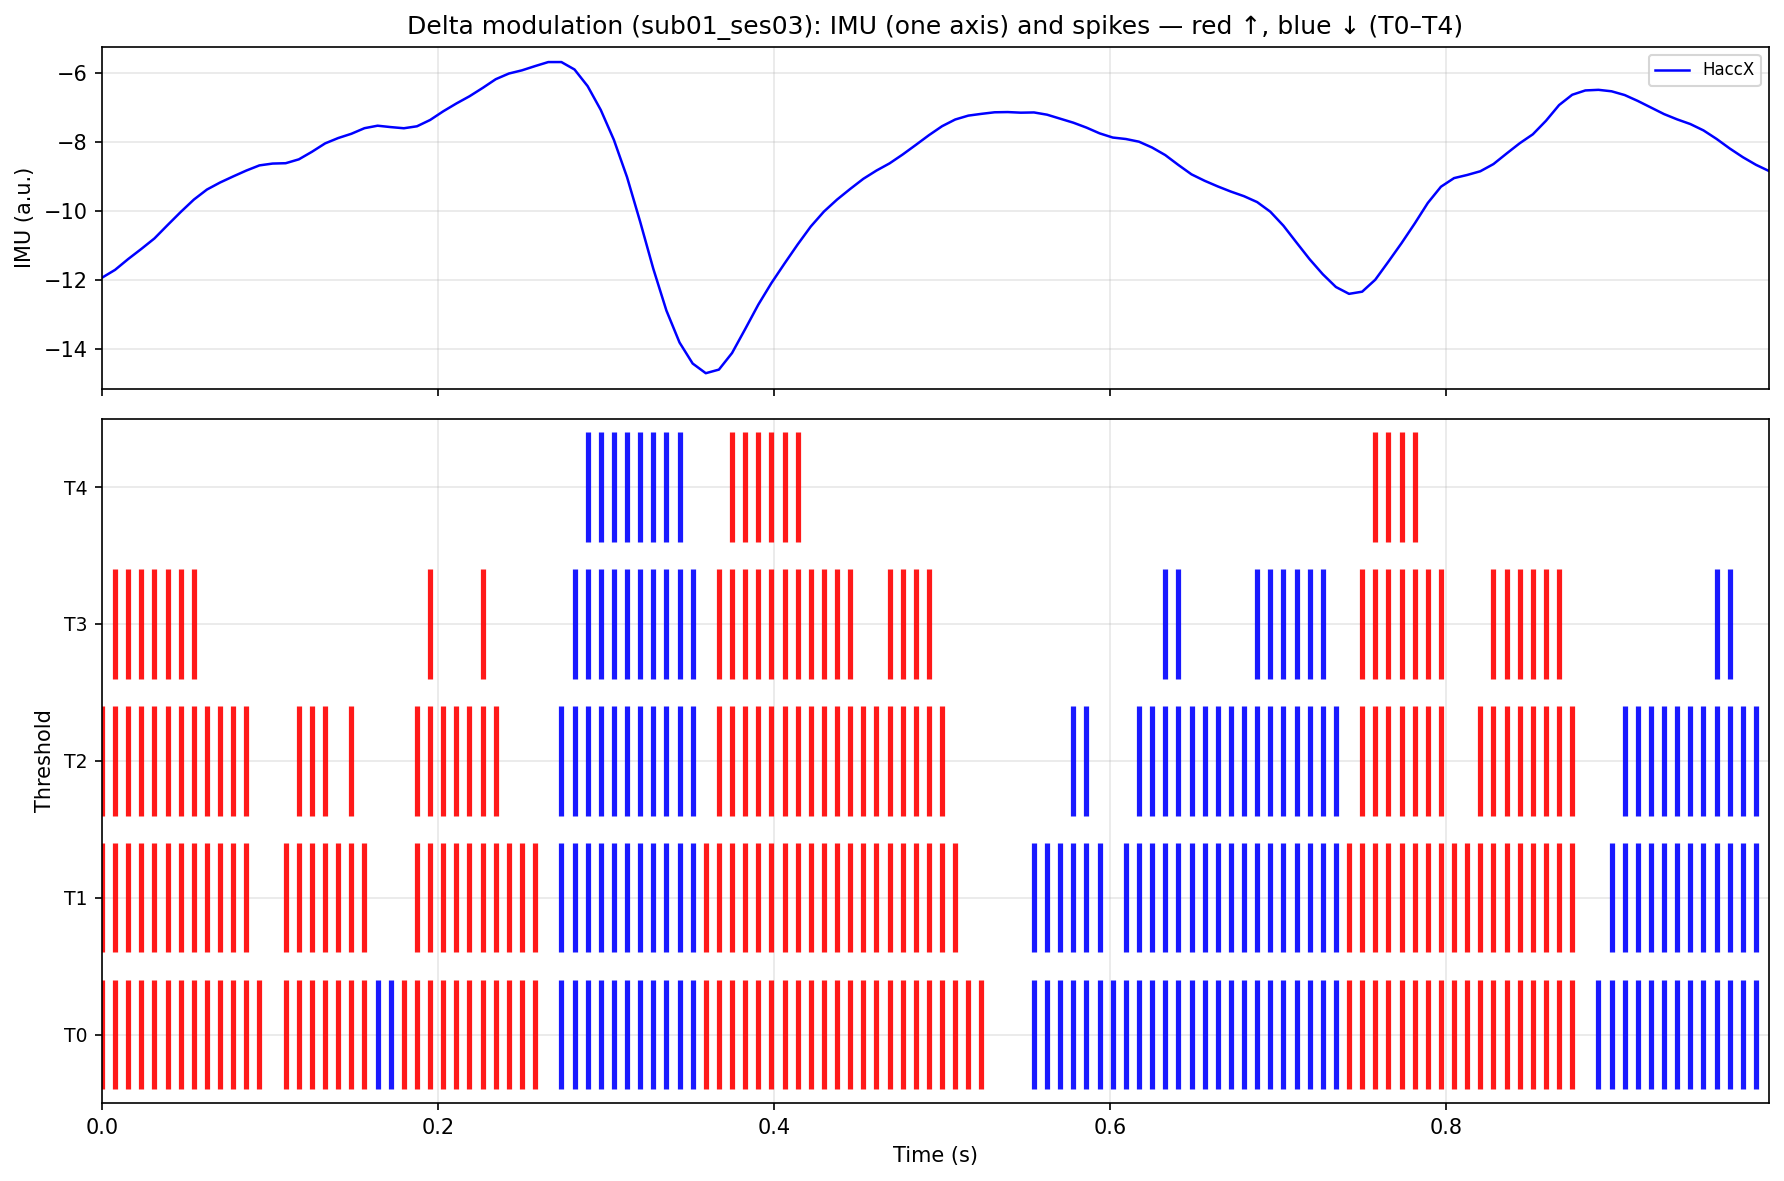 Delta modulation (sub01_ses03): IMU (one axis) and spikes — red ↑, blue ↓ (T0–T4)
HaccX
IMU (a.u.)
−6
−8
−10
−12
−14
Threshold
T4
T3
T2
T1
T0
0.0 0.2 0.4 0.6 0.8
Time (s)